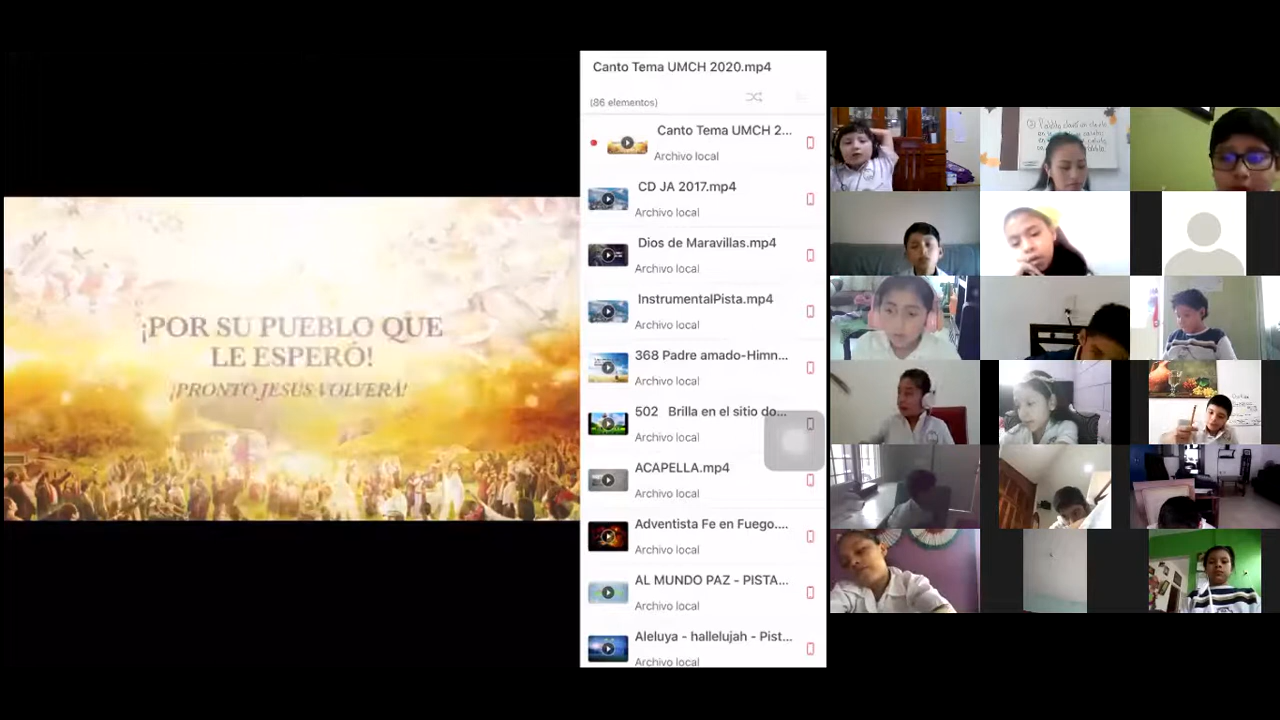 ¡POR SU PUEBLO QUE
LE ESPERÓ!
¡PRONTO JESÚS VOLVERÁ!
Canto Tema UMCH 2020.mp4
(86 elementos)
Canto Tema UMCH 2...
Archivo local
CD JA 2017.mp4
Archivo local
Dios de Maravillas.mp4
Archivo local
InstrumentalPista.mp4
Archivo local
368 Padre amado-Himn...
Archivo local
502 Brilla en el sitio do...
Archivo local
ACAPELLA.mp4
Archivo local
Adventista Fe en Fuego....
Archivo local
AL MUNDO PAZ - PISTA...
Archivo local
Aleluya - hallelujah - Pist...
Archivo local